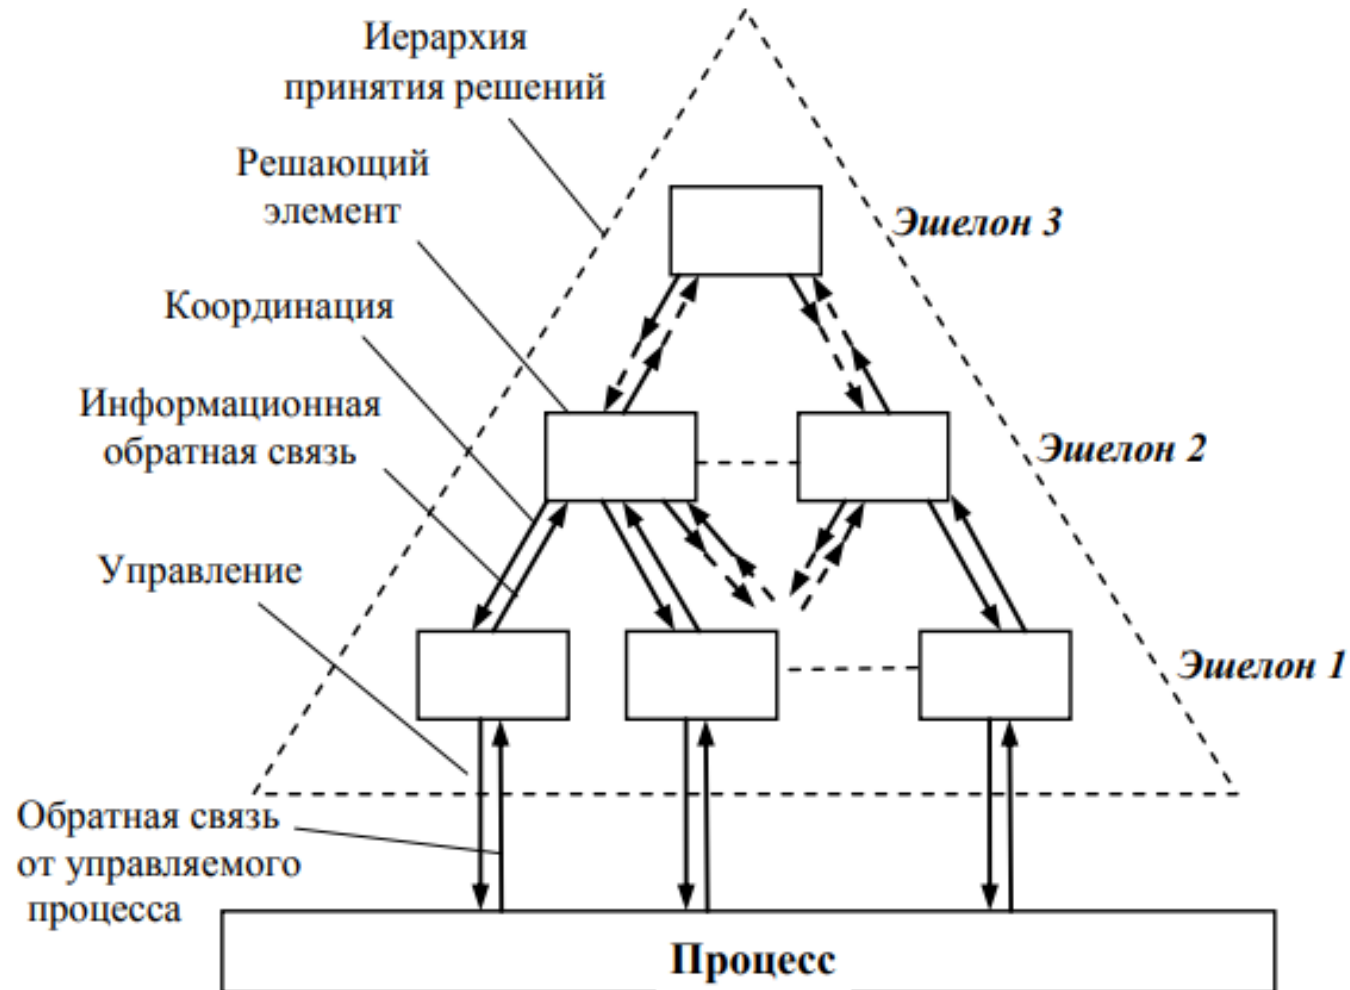 Иерархия
принятия решений
Решающий
элемент
Эшелон 3
Координация
Информационная
обратная связь
Эшелон 2
Управление
Эшелон 1
Обратная связь
от управляемого
процесса
Процесс